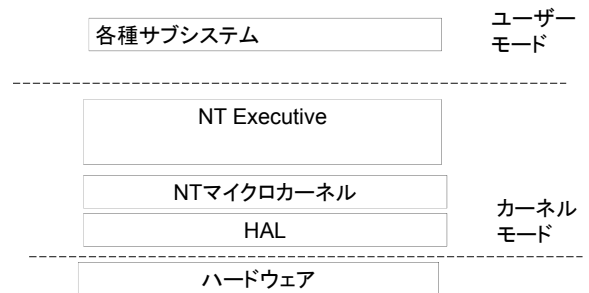 各種サブシステム
ユーザー
モード
NT Executive
NTマイクロカーネル
HAL
カーネル
モード
ハードウェア